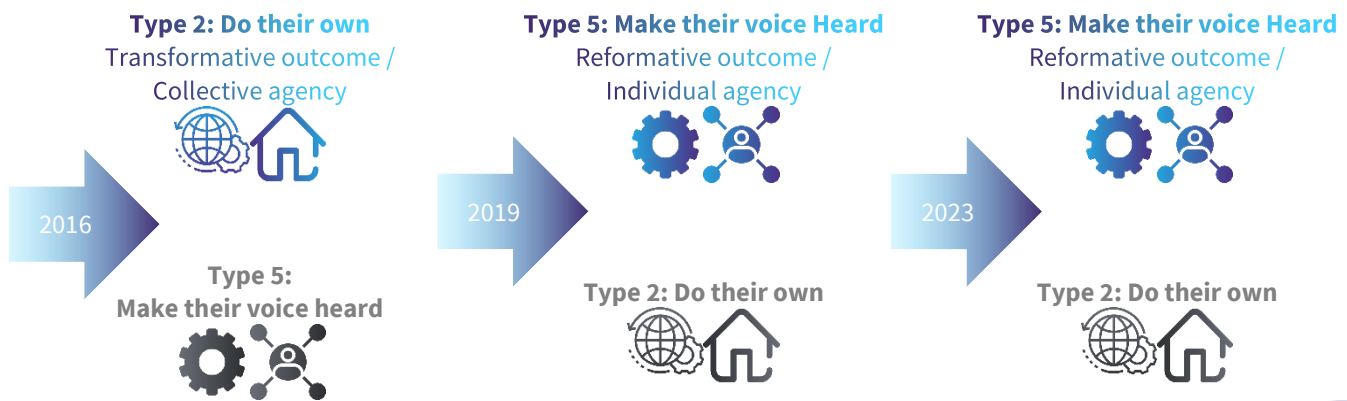 Type 2: Do their own
Transformative outcome /
Collective agency
2016
Type 5:
Make their voice heard
Type 5: Make their voice Heard
Reformative outcome /
Individual agency
2019
Type 2: Do their own
Type 5: Make their voice Heard
Reformative outcome /
Individual agency
2023
Type 2: Do their own